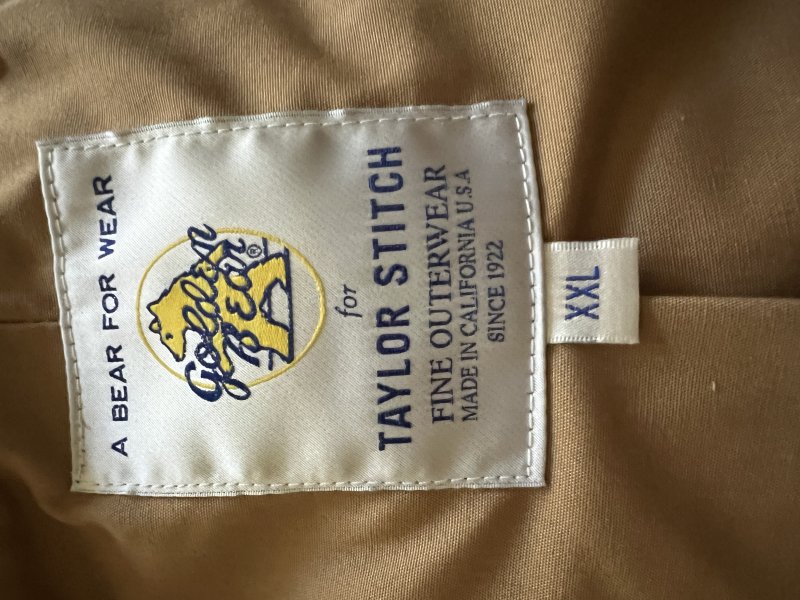 A BEAR FOR WEAR
Golden
Bear®
for
TAYLOR STITCH
FINE OUTERWEAR
MADE IN CALIFORNIA U.S.A
SINCE 1922
XXL